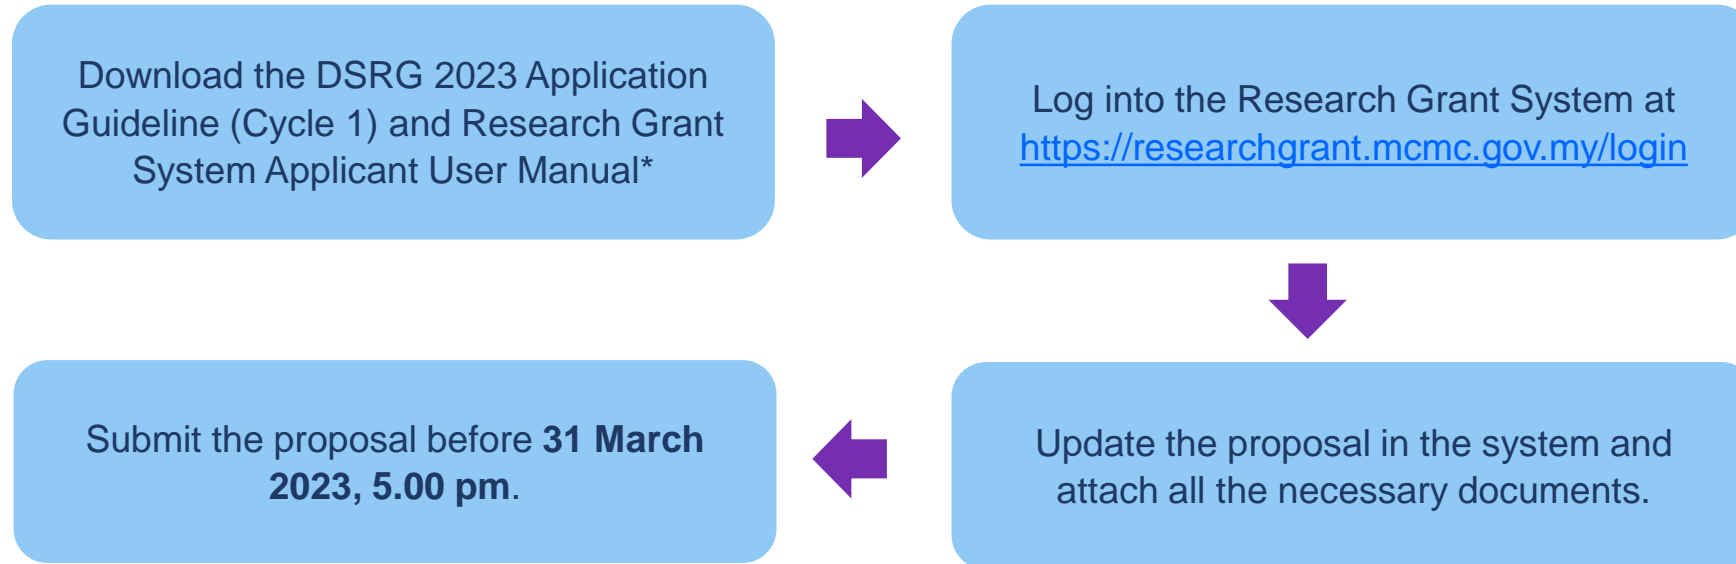 Download the DSRG 2023 Application
Guideline (Cycle 1) and Research Grant
System Applicant User Manual*
Log into the Research Grant System at
https://researchgrant.mcmc.gov.my/login
Update the proposal in the system and
attach all the necessary documents.
Submit the proposal before 31 March
2023, 5.00 pm.